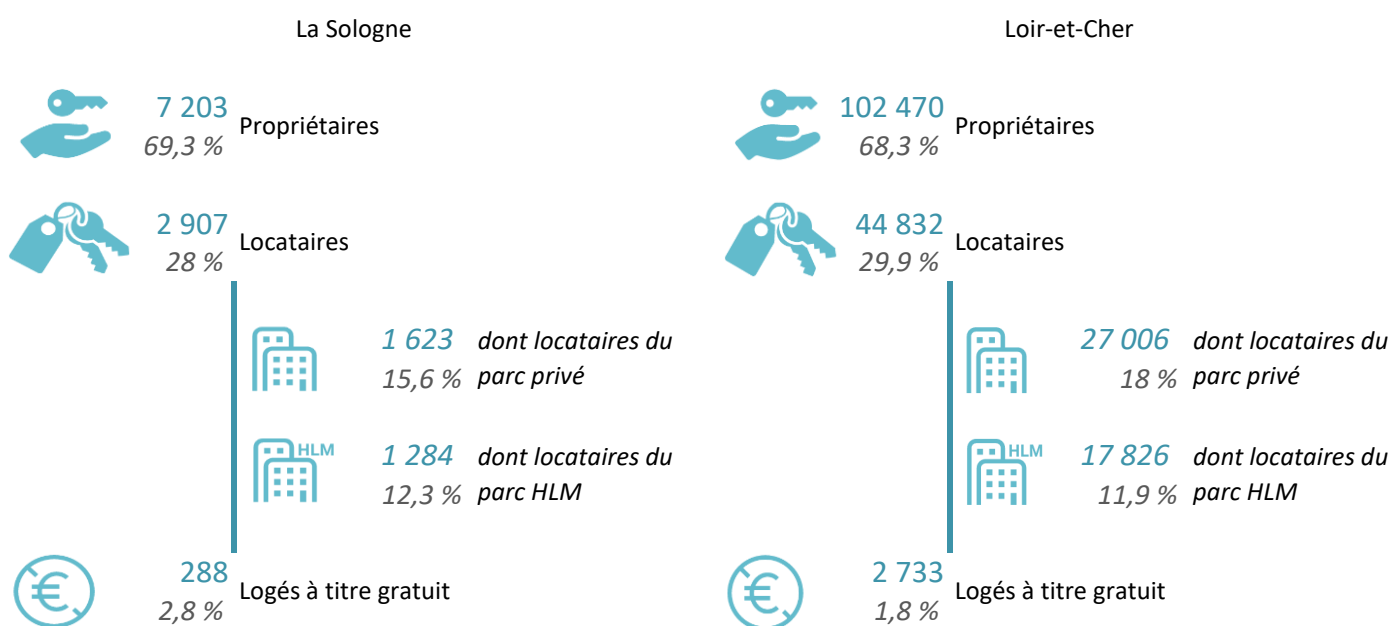 La Sologne
7 203
69,3 %
Propriétaires
2 907
28 %
Locataires
1 623
15,6 %
dont locataires du
parc privé
HLM
1 284
12,3 %
dont locataires du
parc HLM
€
288
2,8 %
Logés à titre gratuit
Loir-et-Cher
102 470
68,3 %
Propriétaires
44 832
29,9 %
Locataires
27 006
18 %
dont locataires du
parc privé
HLM
17 826
11,9 %
dont locataires du
parc HLM
€
2 733
1,8 %
Logés à titre gratuit